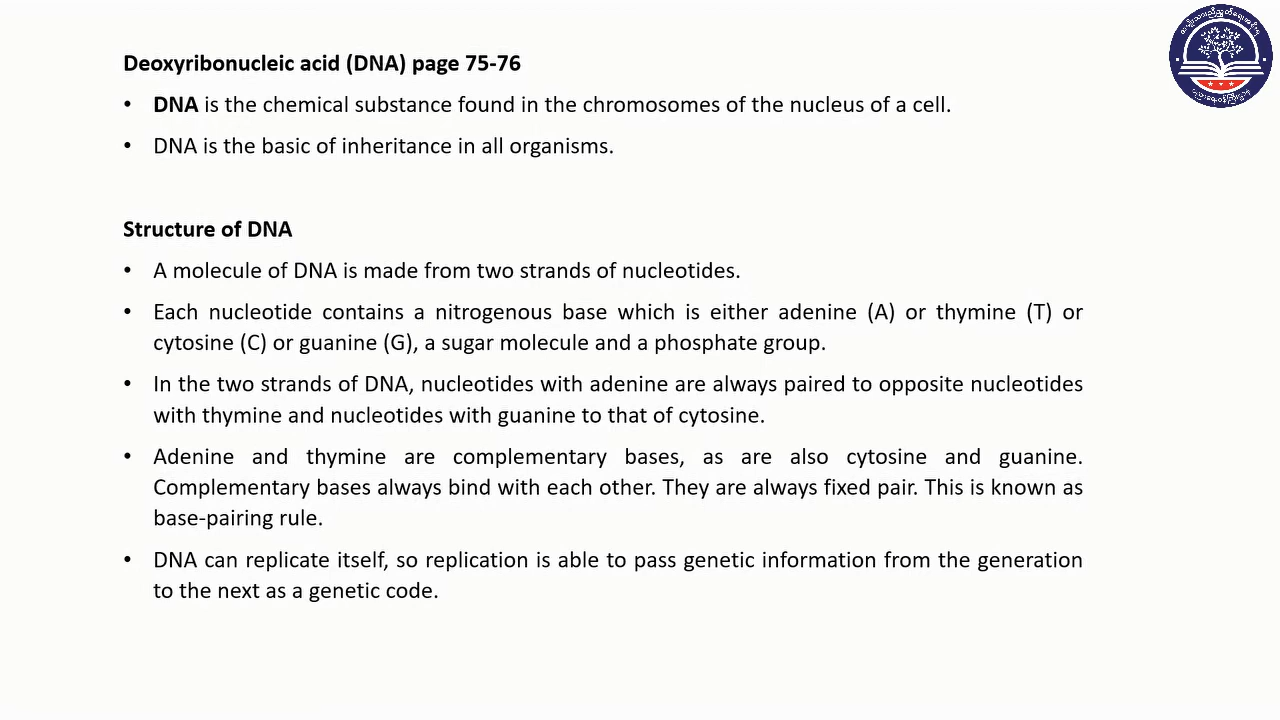 Deoxyribonucleic acid (DNA) page 75-76
• DNA is the chemical substance found in the chromosomes of the nucleus of a cell.
• DNA is the basic of inheritance in all organisms.
Structure of DNA
• A molecule of DNA is made from two strands of nucleotides.
• Each nucleotide contains a nitrogenous base which is either adenine (A) or thymine (T) or
cytosine (C) or guanine (G), a sugar molecule and a phosphate group.
• In the two strands of DNA, nucleotides with adenine are always paired to opposite nucleotides
with thymine and nucleotides with guanine to that of cytosine.
• Adenine and thymine are complementary bases, as are also cytosine and guanine.
Complementary bases always bind with each other. They are always fixed pair. This is known as
base-pairing rule.
• DNA can replicate itself, so replication is able to pass genetic information from the generation
to the next as a genetic code.